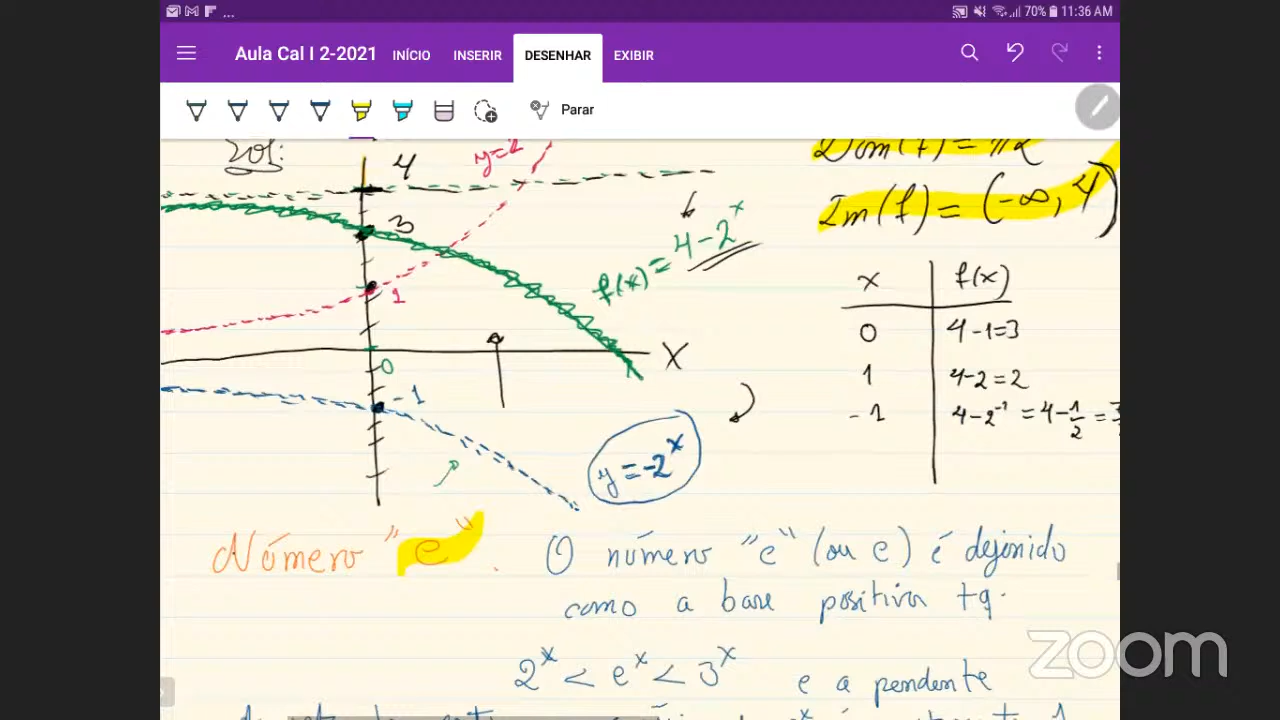 70% 11:36 AM
Aula Cal I 2-2021 INÍCIO INSERIR DESENHAR EXIBIR
Parar
Sol:
4
y=2
Dom(f) = R
Im(f) = (-∞, 4)
3
f(x) = 4-2^x
1
x f(x)
0 4-1=3
1 4-2=2
-1 4-2^-1 = 4-1/2 =
0
X
-1
y=-2^x
Número "e". O número "e" (ou e) é definido
como a base positiva tq.
2^x < e^x < 3^x e a pendente
zoom